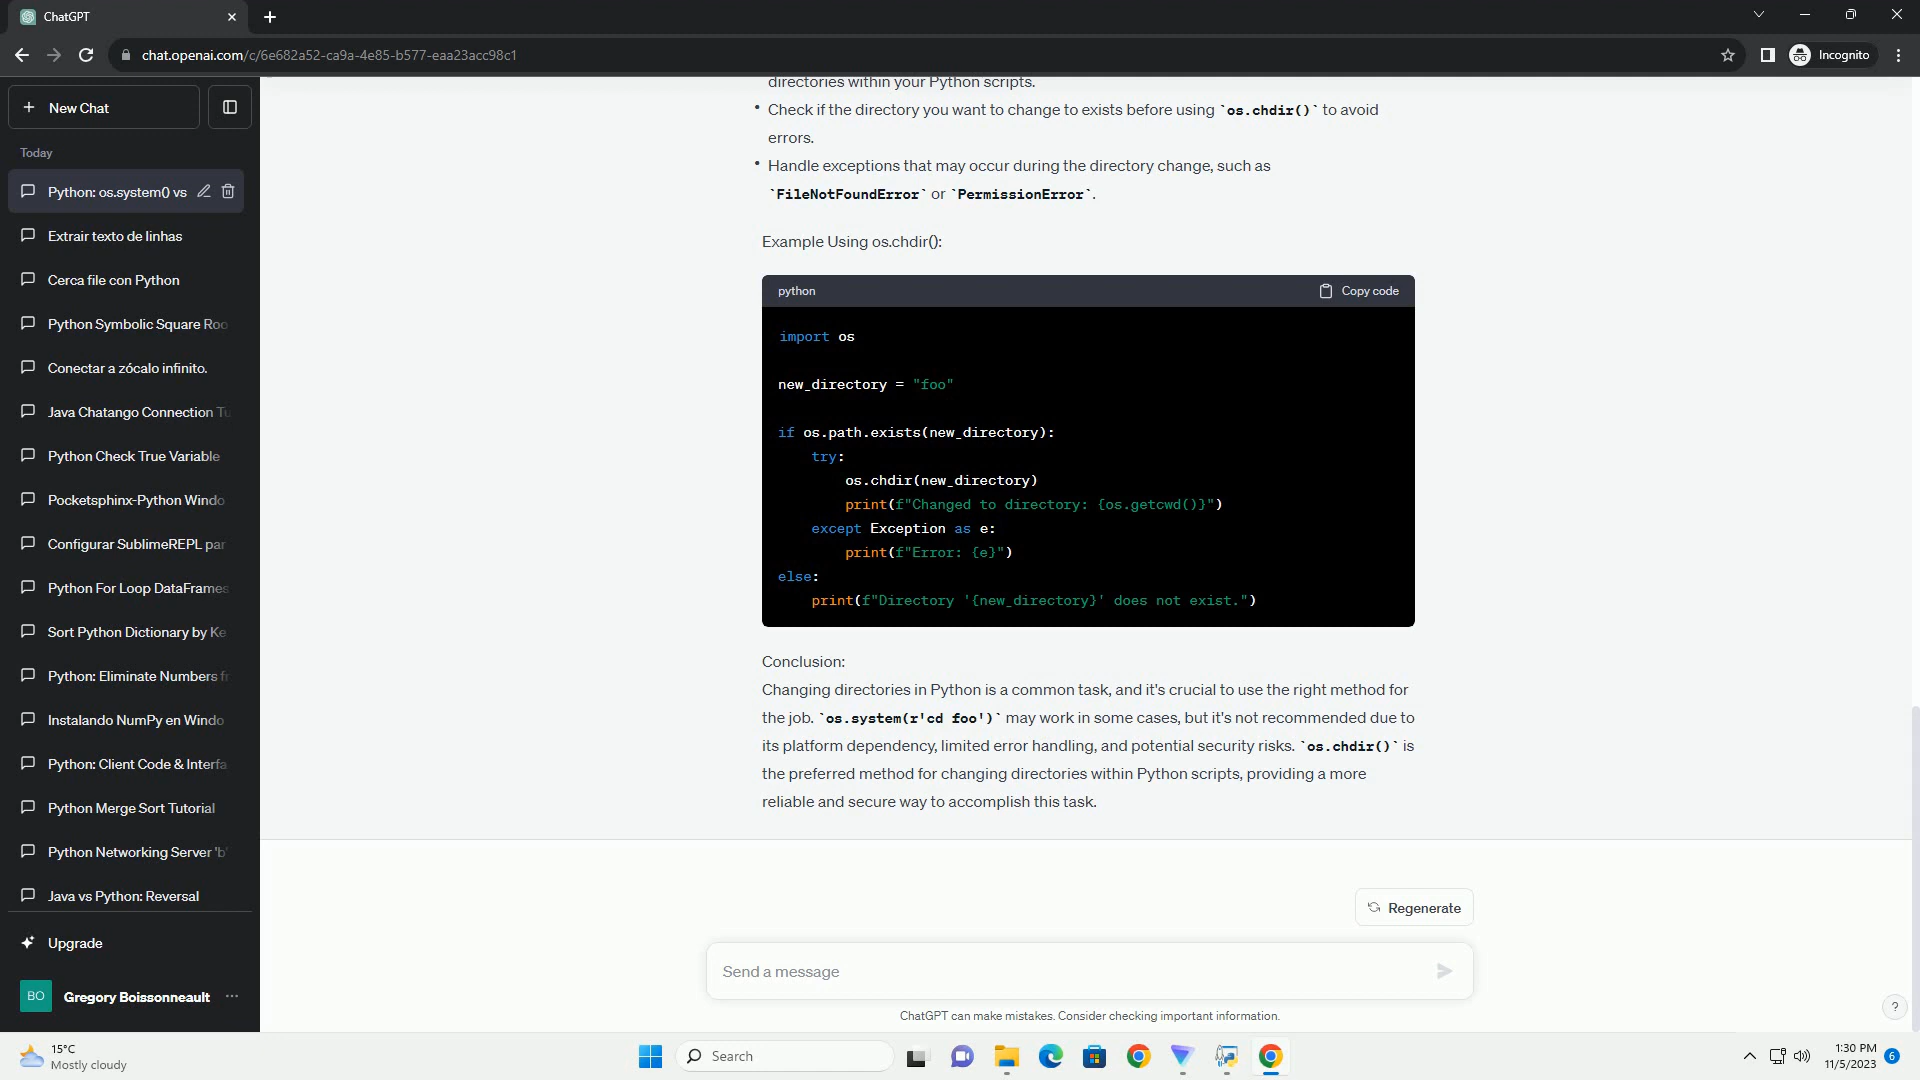 ChatGPT
chat.openai.com/c/6e682a52-ca9a-4e85-b577-eaa23acc98c1
Incognito
New Chat
Today
Python: os.system() vs
Extrair texto de linhas
Cerca file con Python
Python Symbolic Square Roo
Conectar a zócalo infinito.
Java Chatango Connection Tu
Python Check True Variable
Pocketsphinx-Python Windo
Configurar SublimeREPL par
Python For Loop DataFrames
Sort Python Dictionary by Ke
Python: Eliminate Numbers fr
Instalando NumPy en Windo
Python: Client Code & Interfa
Python Merge Sort Tutorial
Python Networking Server 'b'
Java vs Python: Reversal
Upgrade
BO Gregory Boissonneault
directories within your Python scripts.
• Check if the directory you want to change to exists before using `os.chdir()` to avoid
errors.
• Handle exceptions that may occur during the directory change, such as
`FileNotFoundError` or `PermissionError`.
Example Using os.chdir():
python Copy code
import os
new_directory = "foo"
if os.path.exists(new_directory):
try:
os.chdir(new_directory)
print(f"Changed to directory: {os.getcwd()}")
except Exception as e:
print(f"Error: {e}")
else:
print(f"Directory '{new_directory}' does not exist.")
Conclusion:
Changing directories in Python is a common task, and it's crucial to use the right method for
the job. `os.system(r'cd foo')` may work in some cases, but it's not recommended due to
its platform dependency, limited error handling, and potential security risks. `os.chdir()` is
the preferred method for changing directories within Python scripts, providing a more
reliable and secure way to accomplish this task.
Regenerate
Send a message
ChatGPT can make mistakes. Consider checking important information.
?
15°C
Mostly cloudy
Search
1:30 PM
11/5/2023
6